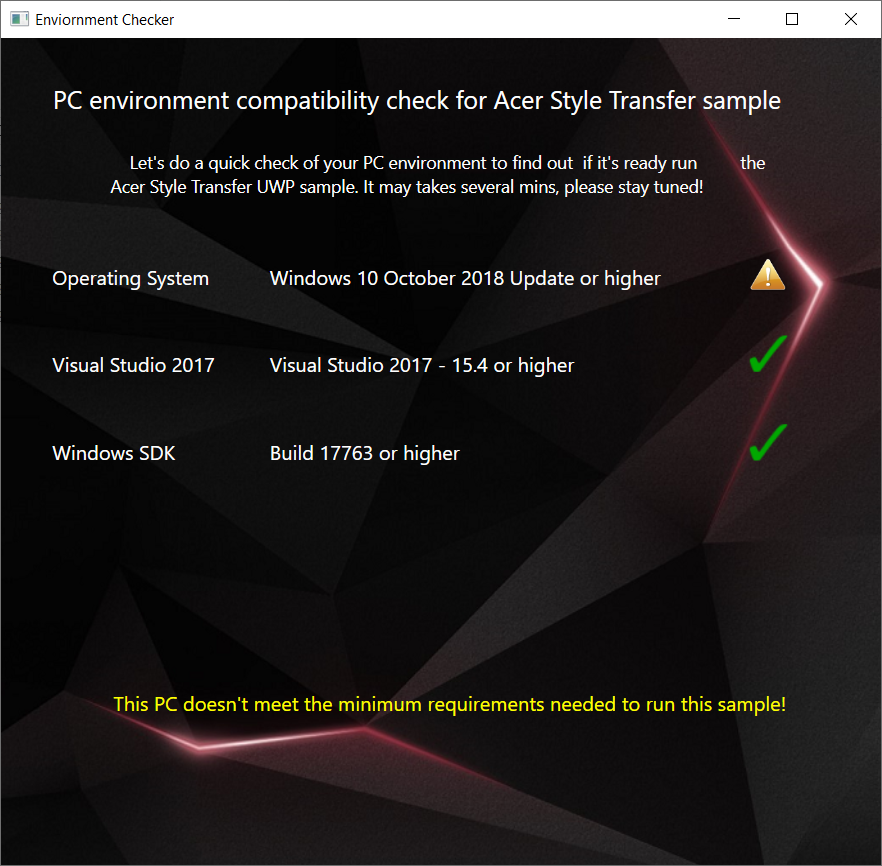 Enviornment Checker
PC environment compatibility check for Acer Style Transfer sample
Let's do a quick check of your PC environment to find out  if it's ready run the
Acer Style Transfer UWP sample. It may takes several mins, please stay tuned!
Operating System Windows 10 October 2018 Update or higher
Visual Studio 2017 Visual Studio 2017 - 15.4 or higher
Windows SDK Build 17763 or higher
This PC doesn't meet the minimum requirements needed to run this sample!